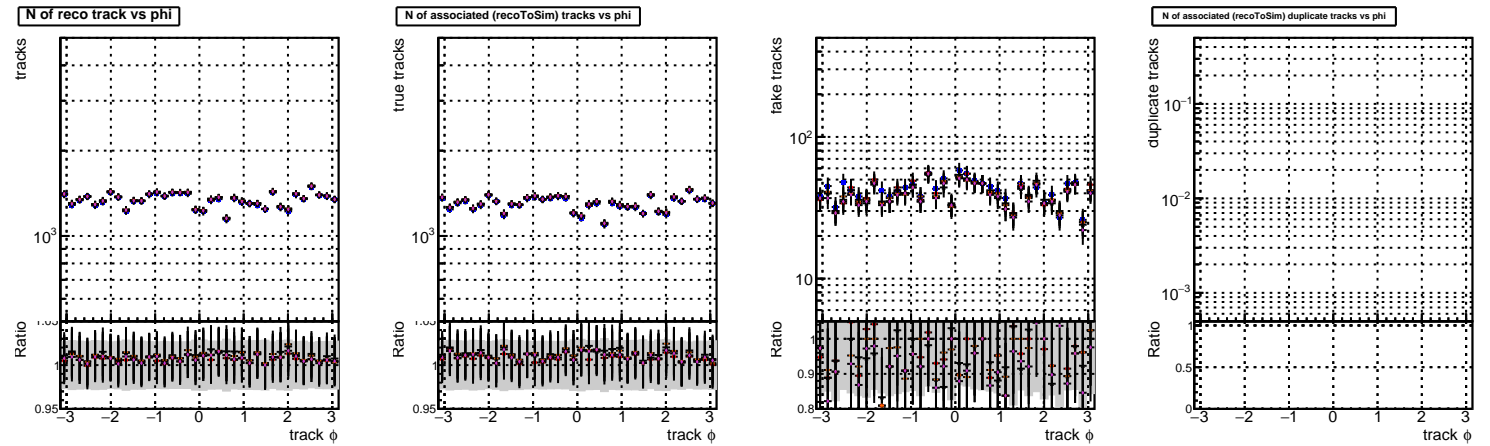 N of reco track vs phi
tracks
10³
Ratio
1.05
1
0.95
−3 −2 −1 0 1 2 3
track ϕ
N of associated (recoToSim) tracks vs phi
true tracks
10³
Ratio
1.05
1
0.95
−3 −2 −1 0 1 2 3
track ϕ
fake tracks
10²
10
Ratio
1
0.9
0.8
−3 −2 −1 0 1 2 3
track ϕ
N of associated (recoToSim) duplicate tracks vs phi
duplicate tracks
10⁻¹
10⁻²
10⁻³
Ratio
1
0.5
0
−3 −2 −1 0 1 2 3
track ϕ